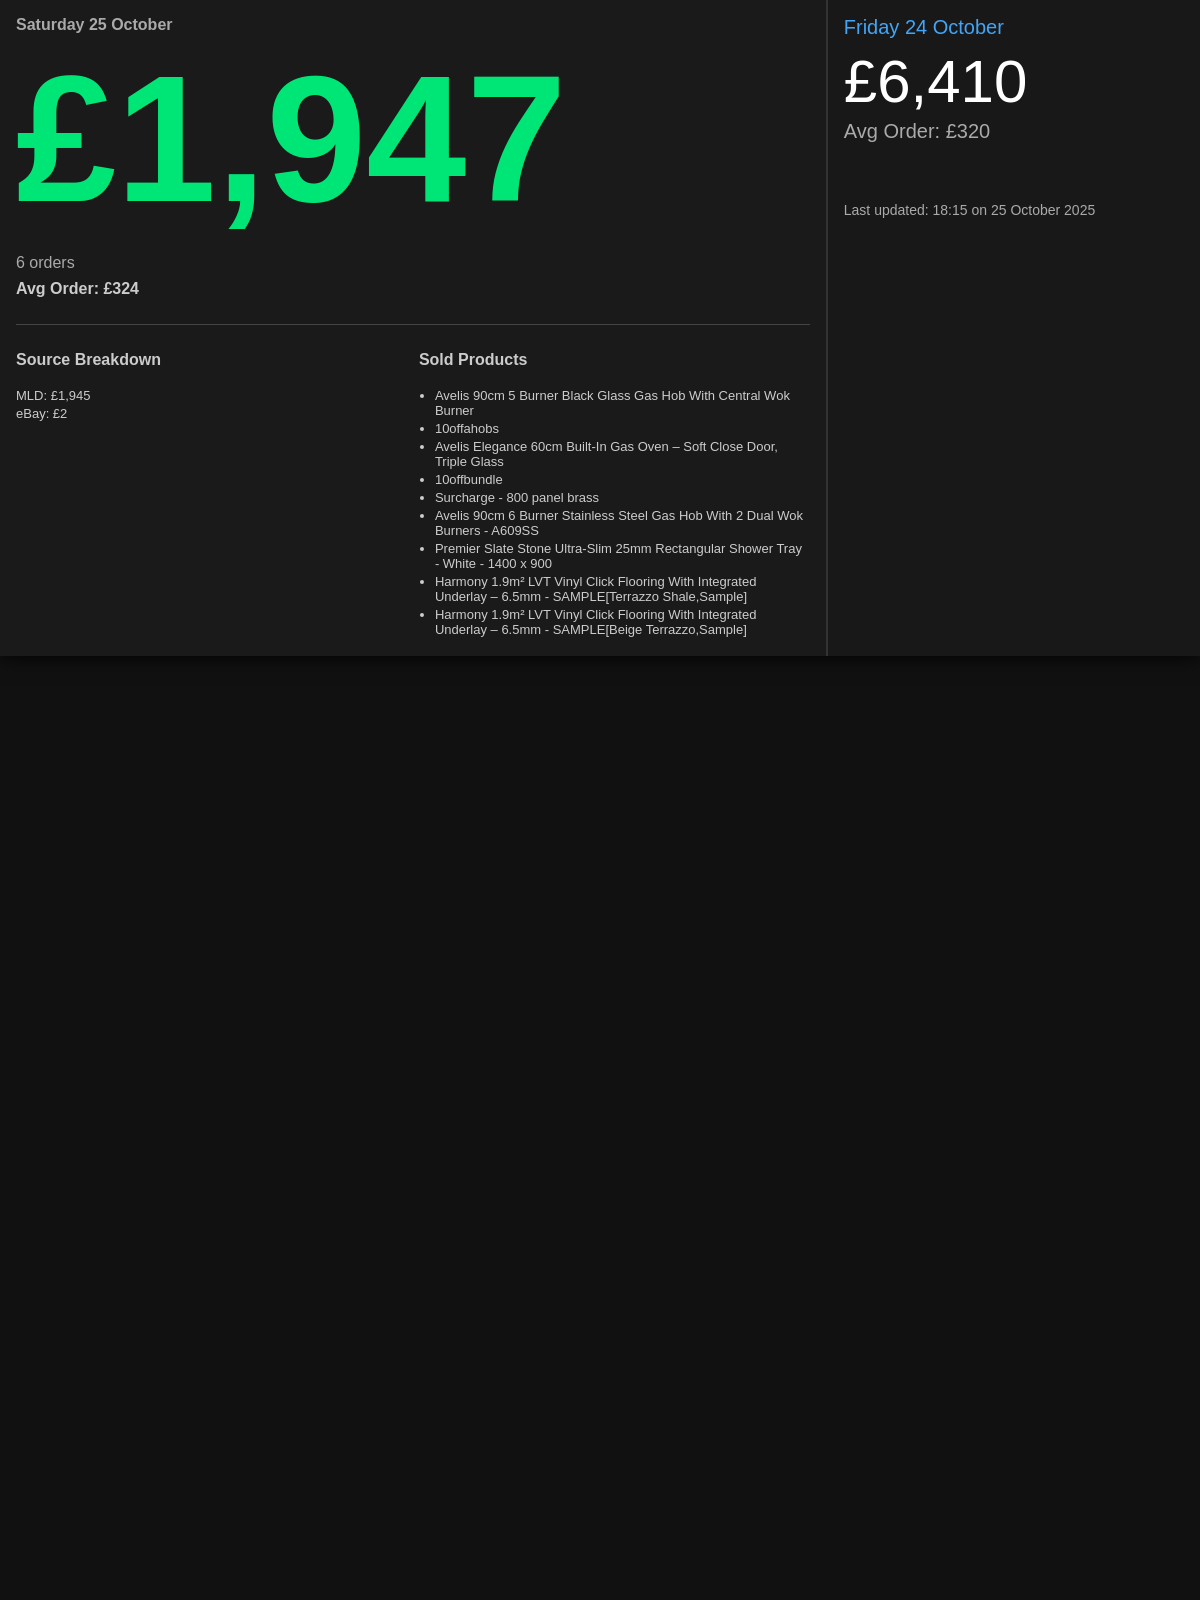 Saturday 25 October
£1,947
6 orders
Avg Order: £324
Source Breakdown
MLD: £1,945
eBay: £2
Sold Products
• Avelis 90cm 5 Burner Black Glass Gas Hob With Central Wok
Burner
• 10offahobs
• Avelis Elegance 60cm Built-In Gas Oven – Soft Close Door,
Triple Glass
• 10offbundle
• Surcharge - 800 panel brass
• Avelis 90cm 6 Burner Stainless Steel Gas Hob With 2 Dual Wok
Burners - A609SS
• Premier Slate Stone Ultra-Slim 25mm Rectangular Shower Tray
- White - 1400 x 900
• Harmony 1.9m² LVT Vinyl Click Flooring With Integrated
Underlay – 6.5mm - SAMPLE[Terrazzo Shale,Sample]
• Harmony 1.9m² LVT Vinyl Click Flooring With Integrated
Underlay – 6.5mm - SAMPLE[Beige Terrazzo,Sample]
Friday 24 October
£6,410
Avg Order: £320
Last updated: 18:15 on 25 October 2025